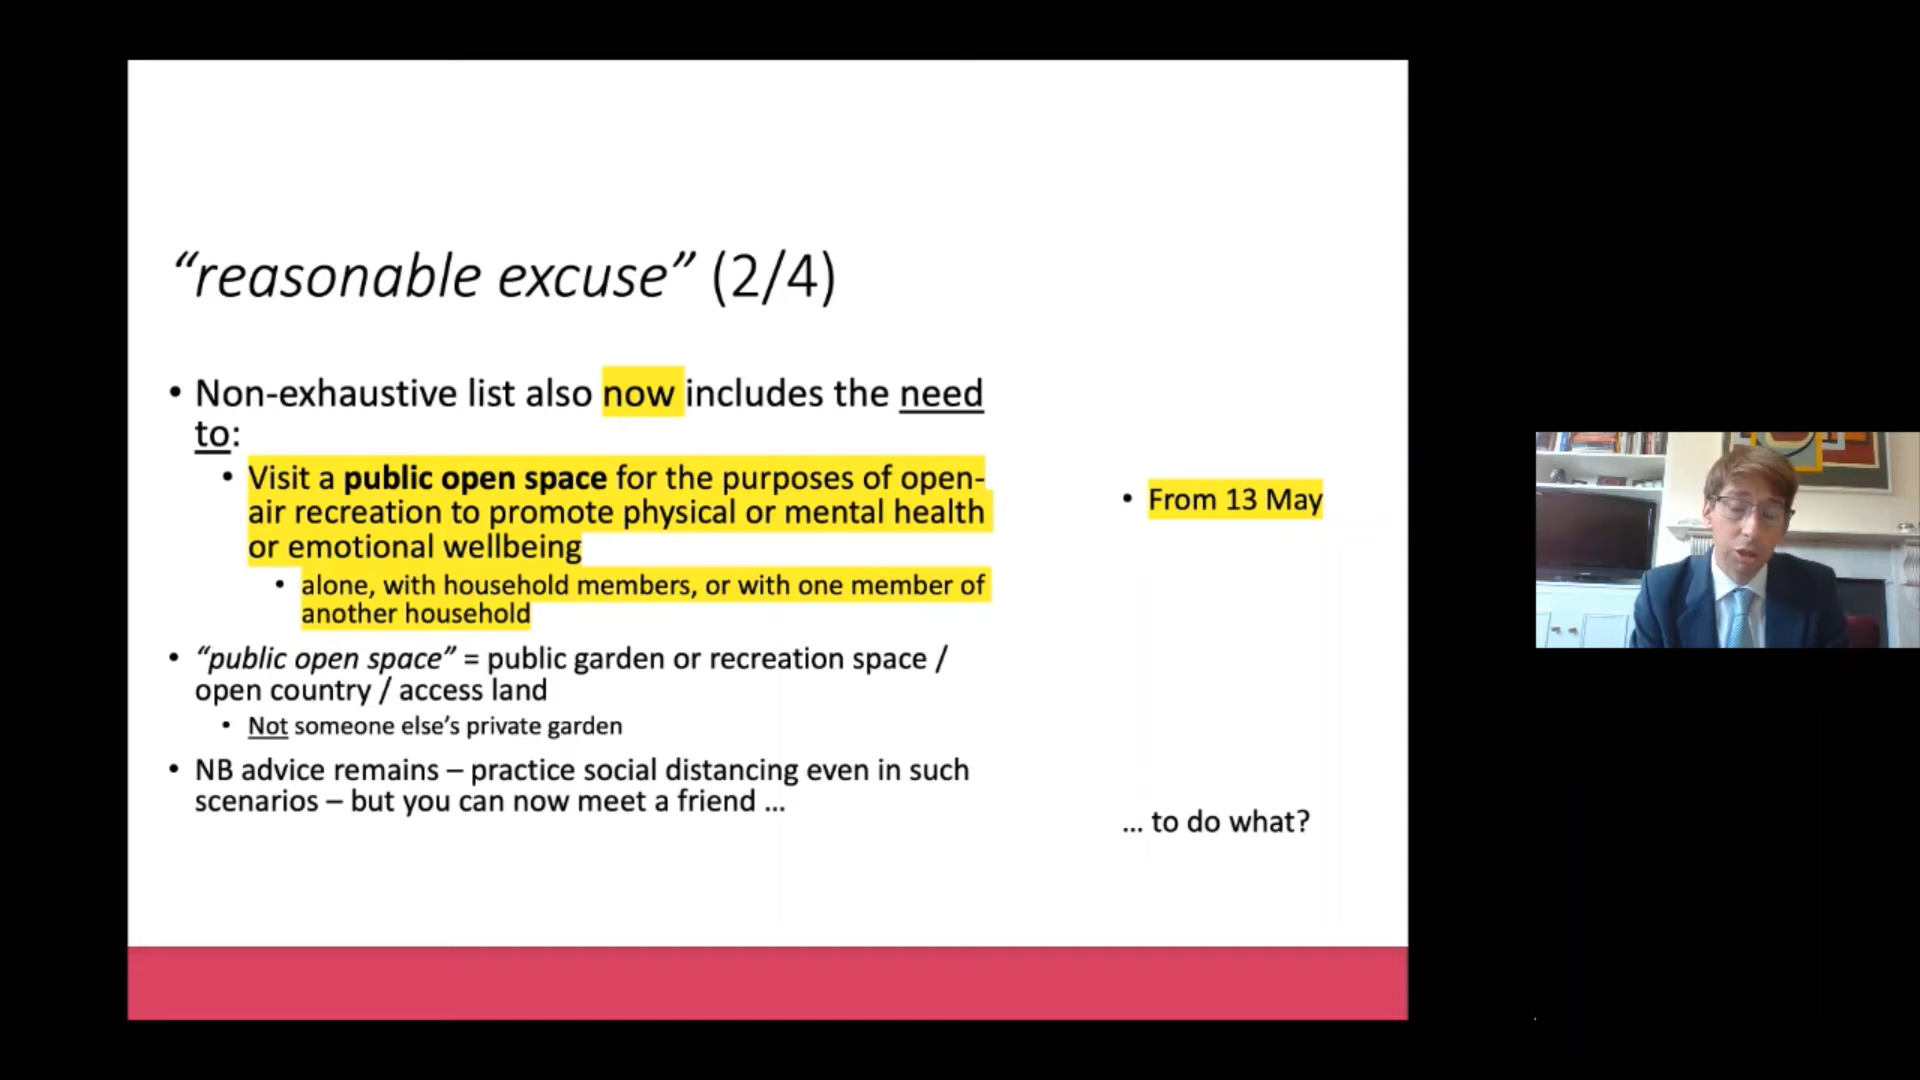 “reasonable excuse” (2/4)
• Non-exhaustive list also now includes the need
to:
• Visit a public open space for the purposes of open-
air recreation to promote physical or mental health
or emotional wellbeing
• alone, with household members, or with one member of
another household
• “public open space” = public garden or recreation space /
open country / access land
• Not someone else’s private garden
• NB advice remains – practice social distancing even in such
scenarios – but you can now meet a friend ...
• From 13 May
... to do what?